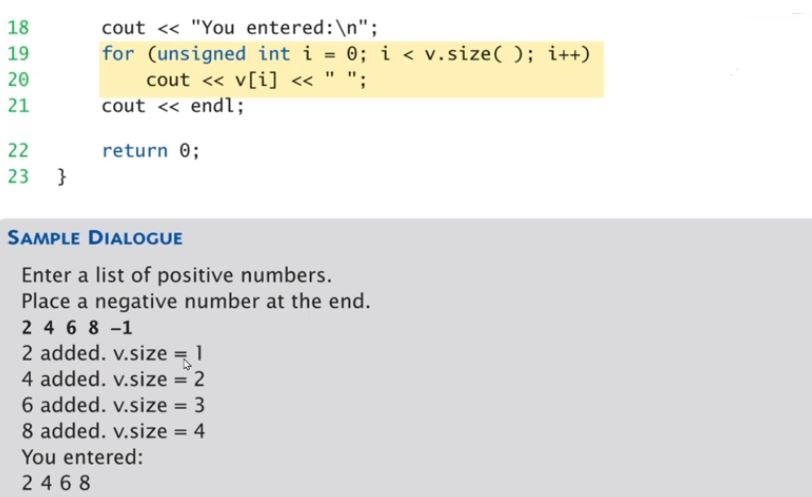 18 cout << "You entered:\n";
19 for (unsigned int i = 0; i < v.size( ); i++)
20 cout << v[i] << " ";
21 cout << endl;
22 return 0;
23 }
SAMPLE DIALOGUE
Enter a list of positive numbers.
Place a negative number at the end.
2 4 6 8 –1
2 added. v.size = 1
4 added. v.size = 2
6 added. v.size = 3
8 added. v.size = 4
You entered:
2 4 6 8